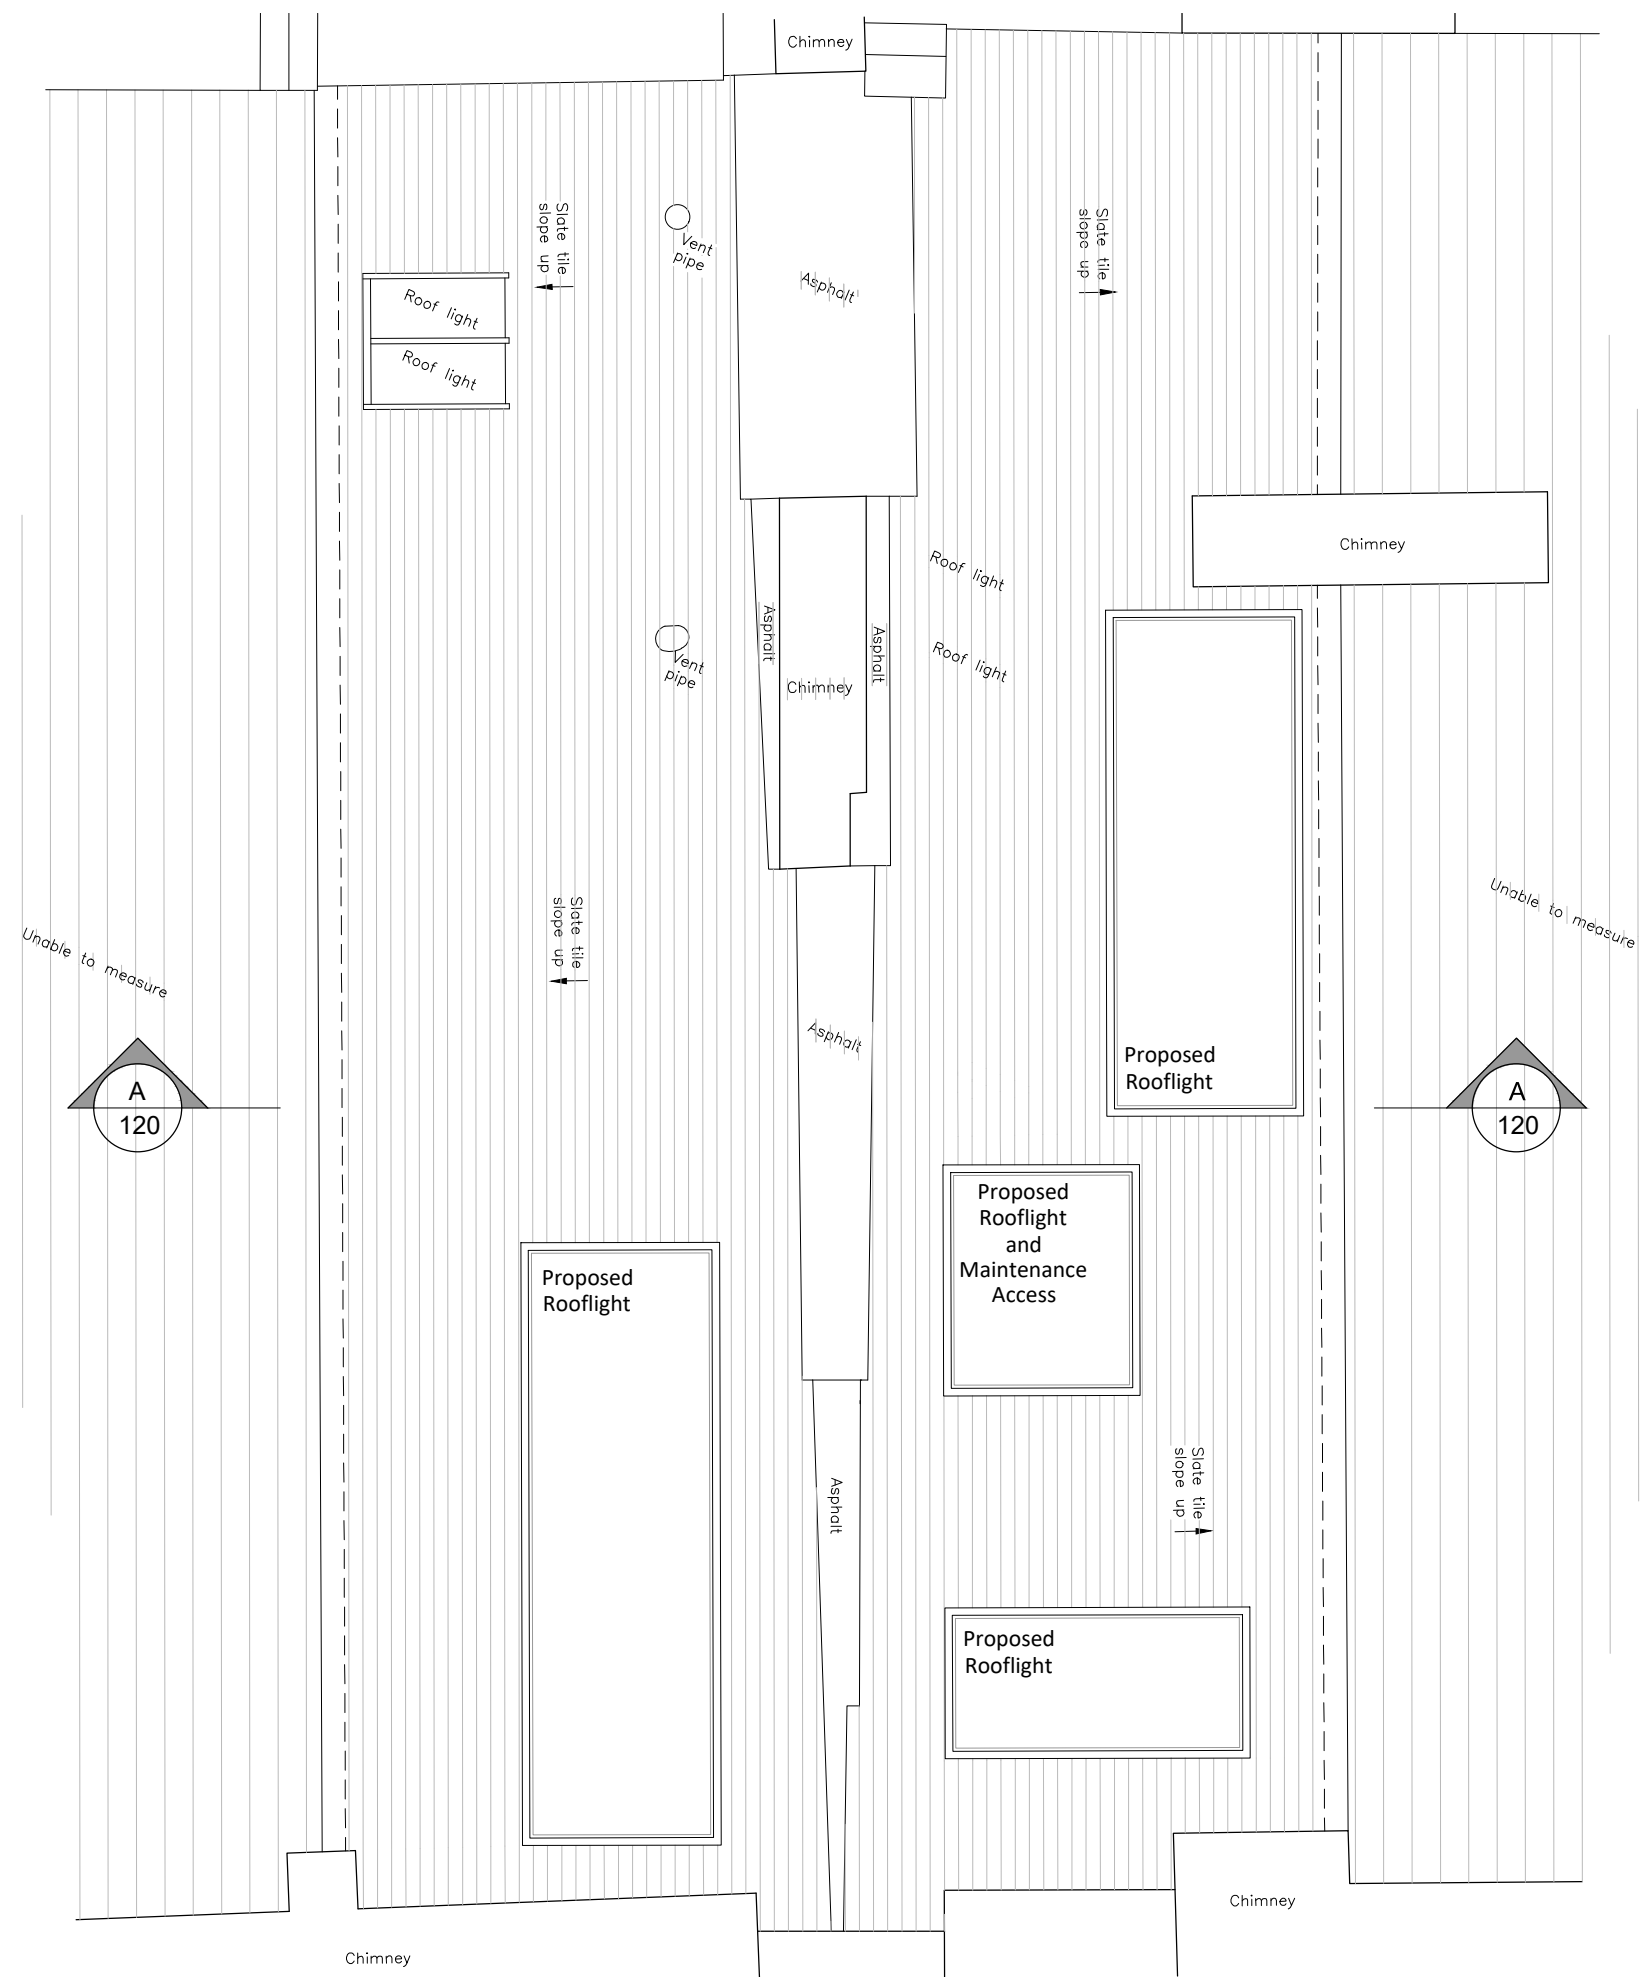 Chimney
Slate tile
slope up
Vent
pipe
Slate tile
slope up
Asphalt
Roof light
Roof light
Chimney
Roof light
Asphalt
Asphalt
Vent
pipe
Roof light
Chimney
Unable to measure
Slate tile
slope up
Unable to measure
Asphalt
Proposed
Rooflight
A
120
A
120
Proposed
Rooflight
and
Maintenance
Access
Proposed
Rooflight
Slate tile
slope up
Asphalt
Proposed
Rooflight
Chimney
Chimney